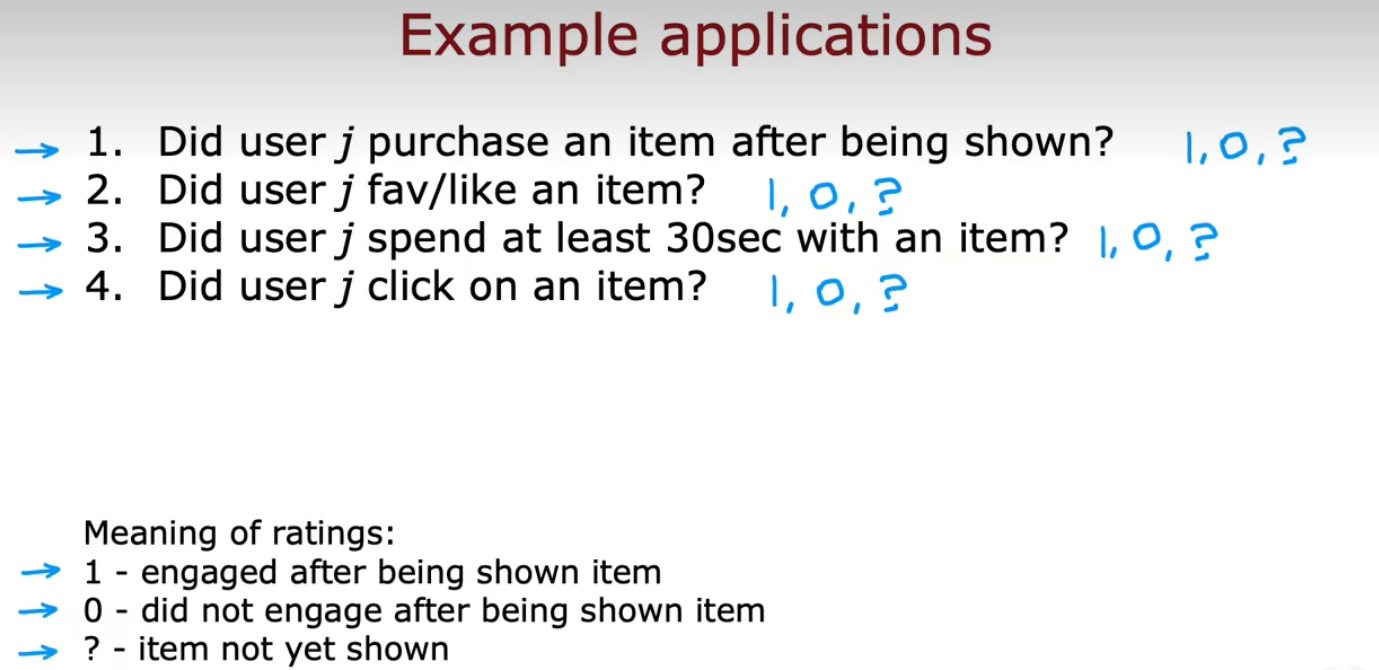 Example applications
→ 1. Did user j purchase an item after being shown? 1, 0, ?
→ 2. Did user j fav/like an item? 1, 0, ?
→ 3. Did user j spend at least 30sec with an item? 1, 0, ?
→ 4. Did user j click on an item? 1, 0, ?
Meaning of ratings:
→ 1 - engaged after being shown item
→ 0 - did not engage after being shown item
→ ? - item not yet shown